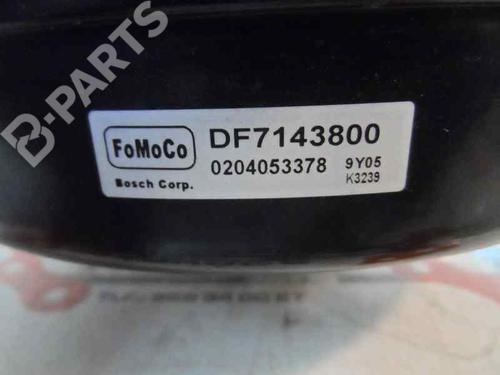 B-PARTS
FoMoCo DF7143800
Bosch Corp. 0204053378 9Y05
K3239